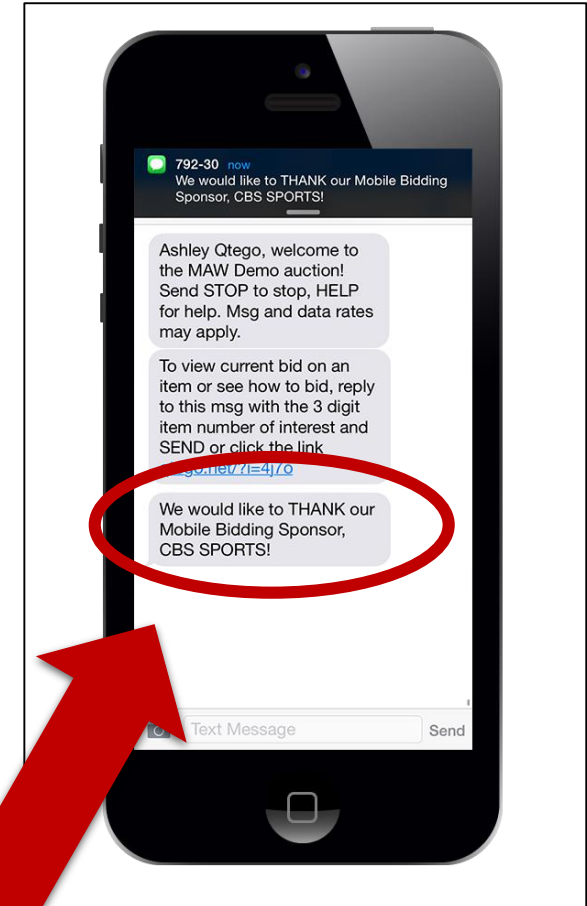 792-30 now
We would like to THANK our Mobile Bidding
Sponsor, CBS SPORTS!
Ashley Qtego, welcome to
the MAW Demo auction!
Send STOP to stop, HELP
for help. Msg and data rates
may apply.
To view current bid on an
item or see how to bid, reply
to this msg with the 3 digit
item number of interest and
SEND or click the link
We would like to THANK our
Mobile Bidding Sponsor,
CBS SPORTS!
Text Message Send